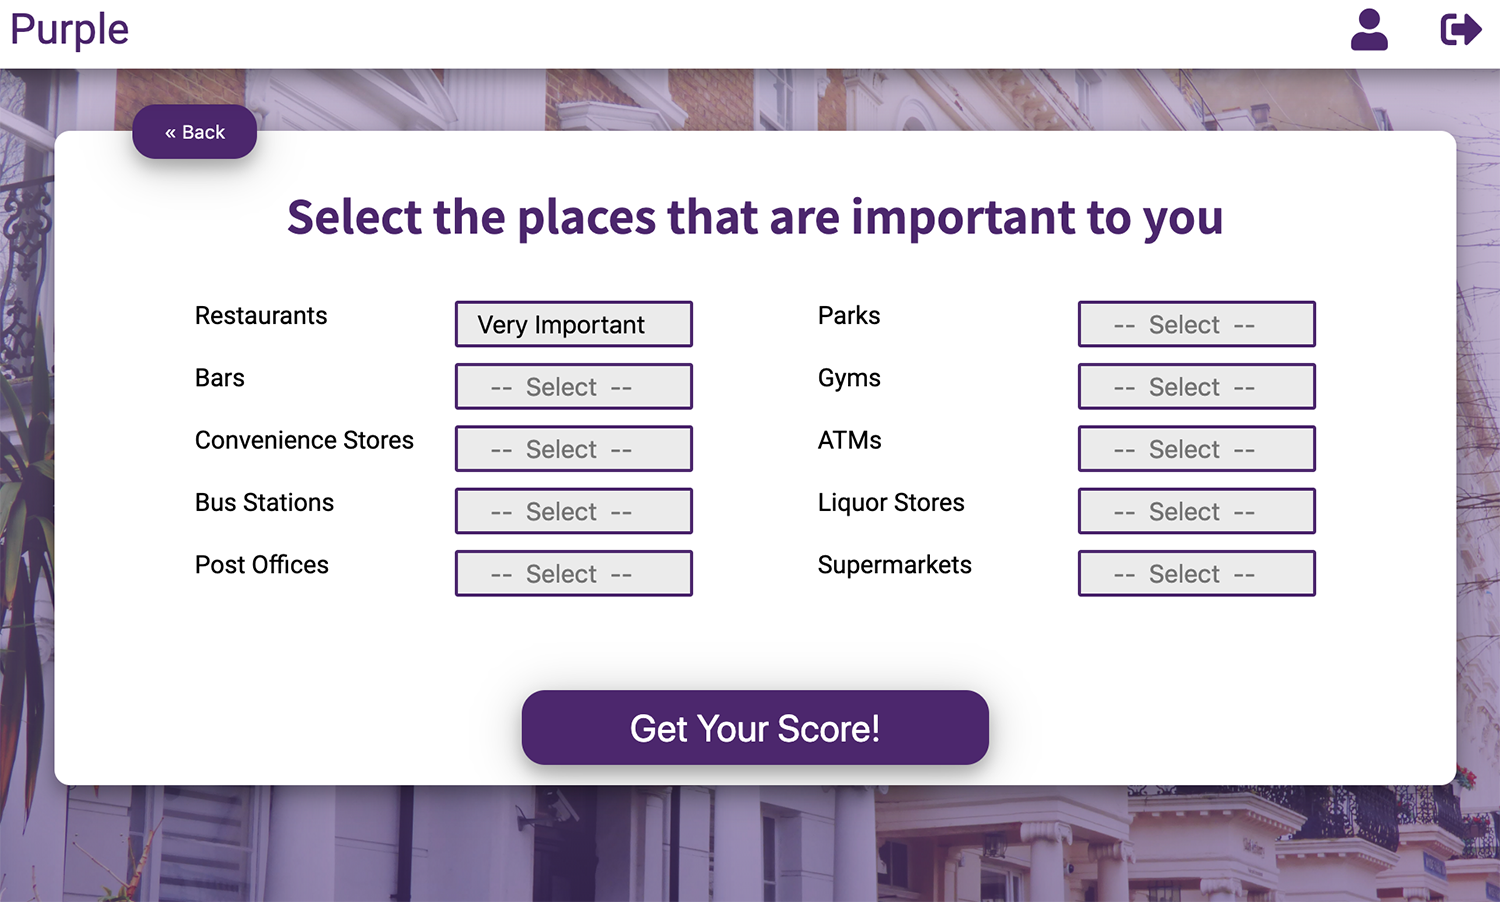 Purple
« Back
Select the places that are important to you
Restaurants
Very Important
Parks
-- Select --
Bars
-- Select --
Gyms
-- Select --
Convenience Stores
-- Select --
ATMs
-- Select --
Bus Stations
-- Select --
Liquor Stores
-- Select --
Post Offices
-- Select --
Supermarkets
-- Select --
Get Your Score!